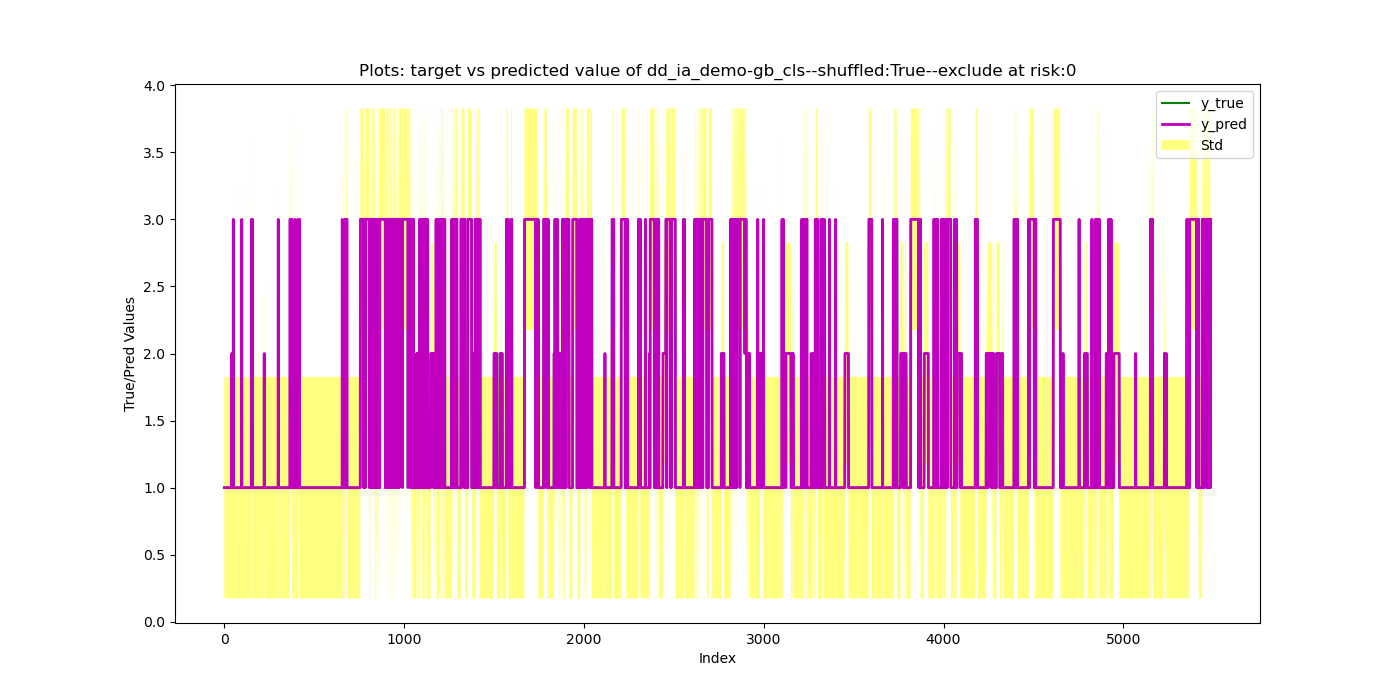 Plots: target vs predicted value of dd_ia_demo-gb_cls--shuffled:True--exclude at risk:0
y_true
y_pred
Std
True/Pred Values
4.0
3.5
3.0
2.5
2.0
1.5
1.0
0.5
0.0
0
1000
2000
3000
4000
5000
Index